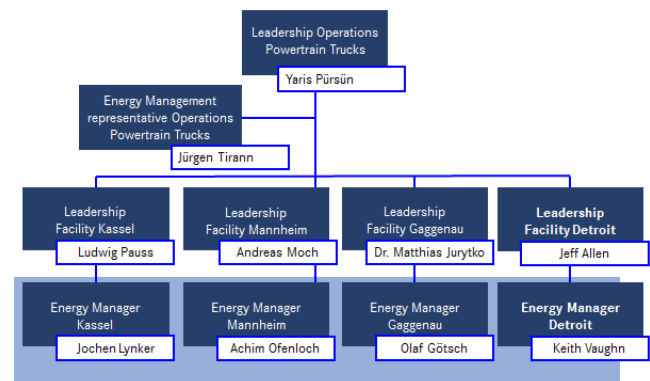 Leadership Operations
Powertrain Trucks
Yaris Pürsün
Energy Management
representative Operations
Powertrain Trucks
Jürgen Tirann
Leadership
Facility Kassel
Ludwig Pauss
Leadership
Facility Mannheim
Andreas Moch
Leadership
Facility Gaggenau
Dr. Matthias Jurytko
Leadership
Facility Detroit
Jeff Allen
Energy Manager
Kassel
Jochen Lynker
Energy Manager
Mannheim
Achim Ofenloch
Energy Manager
Gaggenau
Olaf Götsch
Energy Manager
Detroit
Keith Vaughn